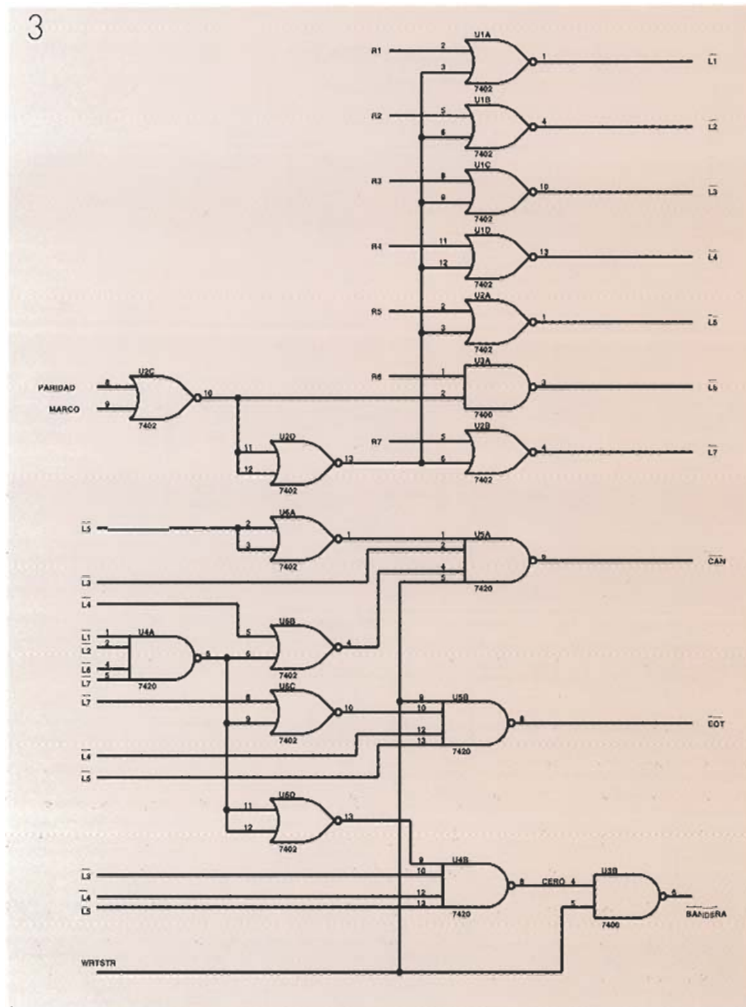 3
U1A
R1 2 1 L1
3
7402
U1B
R2 5 4 L2
6
7402
U1C
R3 8 10 L3
9
7402
U1D
R4 11 13 L4
12
7402
U2A
R5 2 1 L5
3
7402
U2A
R6 1 3 L6
2
7400
U2C
PARIDAD 8 10
MARCO 9
7402
U2B
R7 5 4 L7
6
7402
U2D
11 13
12
7402
U6A
L5 2 1
3
7402
U5A
1
2
4
5
CAN
7420
L3
L4
U6B
5 4
6
7402
U4A
L1 1
L2 2
L6 4
L7 5
6
7420
U6C
L7 8 10
9
7402
U5B
9
10
12
13
8 EOT
7420
L4
L5
U6D
11 13
12
7402
U4B
9
L3 10
L4 12
L5 13
8 CERO 4
7420
U3B
5
6 BANDERA
7400
WRTSTR